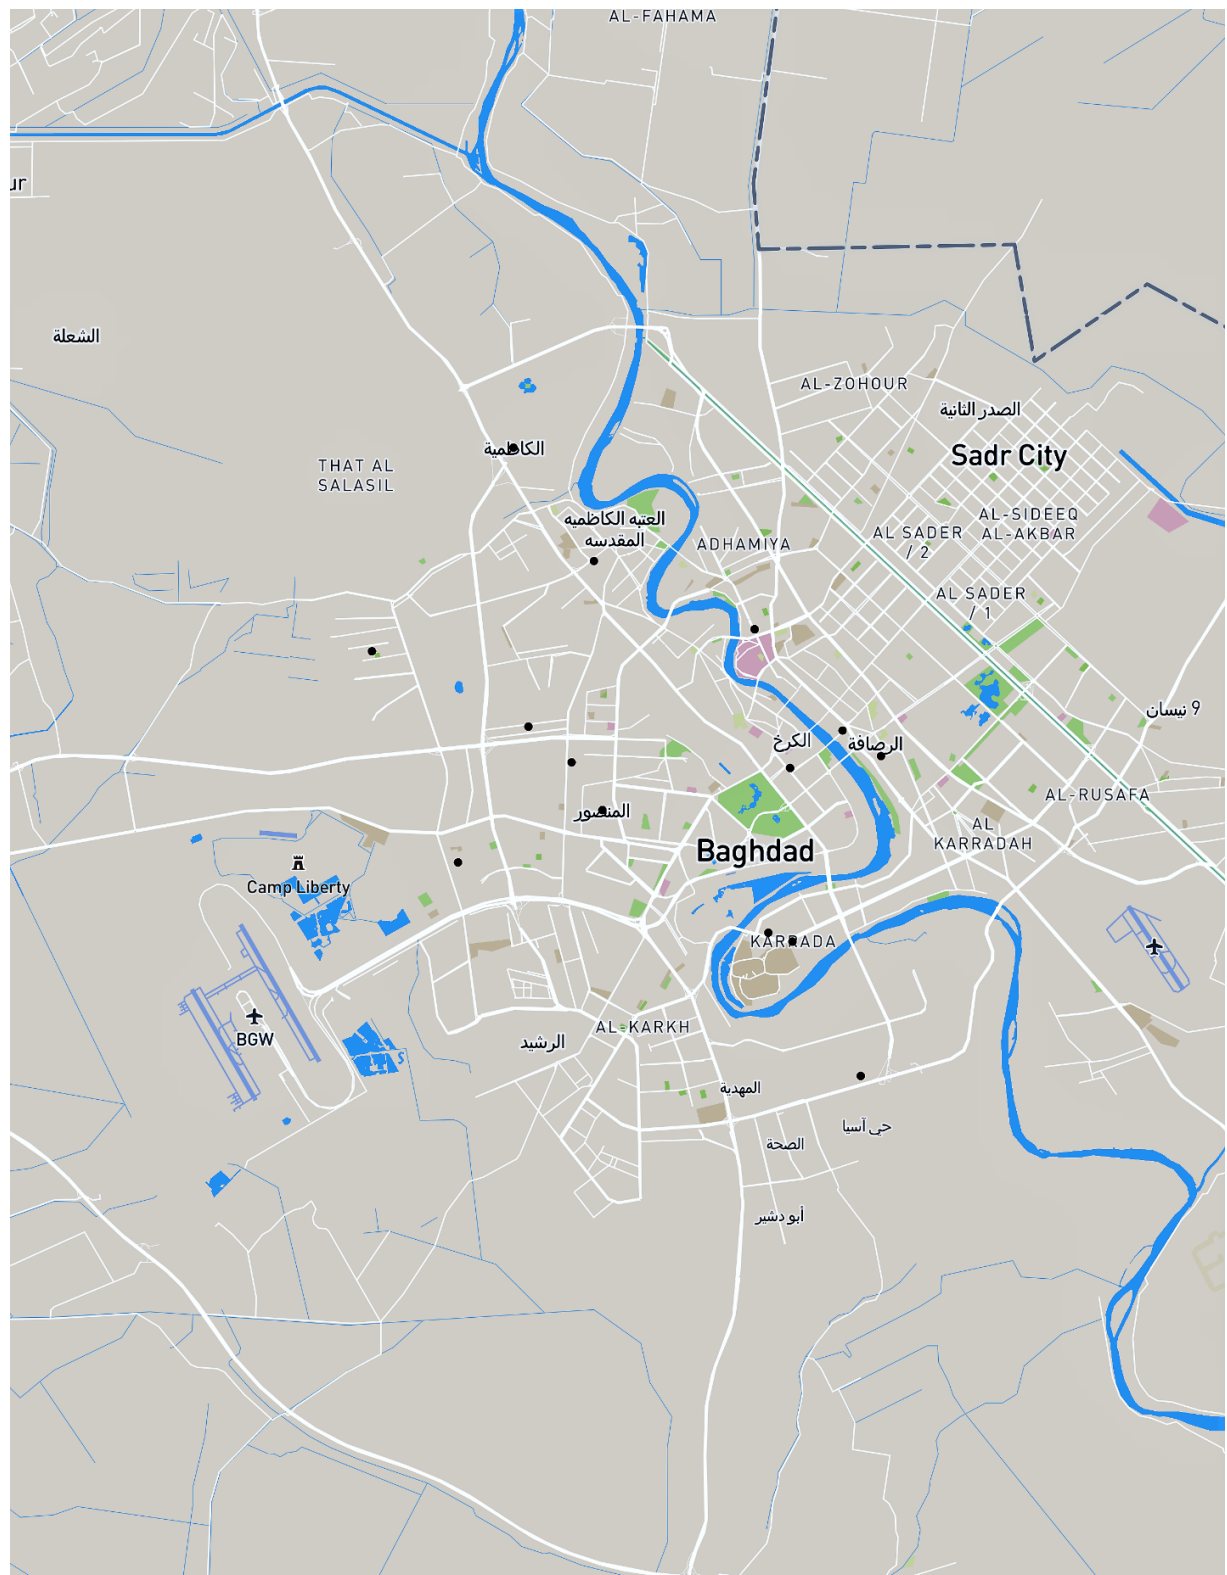 AL-FAHAMA
ur
الشعلة
AL-ZOHOUR
الصدر الثانية
Sadr City
الكاظمية
THAT AL
SALASIL
العتبه الكاظميه
المقدسه
AL-SIDEEQ
AL-AKBAR
AL SADER
/ 2
ADHAMIYA
AL SADER
/ 1
9 نيسان
الكرخ
الرصافة
AL-RUSAFA
المنصور
AL
KARRADAH
Baghdad
Camp Liberty
KARRADA
BGW
AL-KARKH
الرشيد
المهدية
حي آسيا
الصحة
أبو دشير